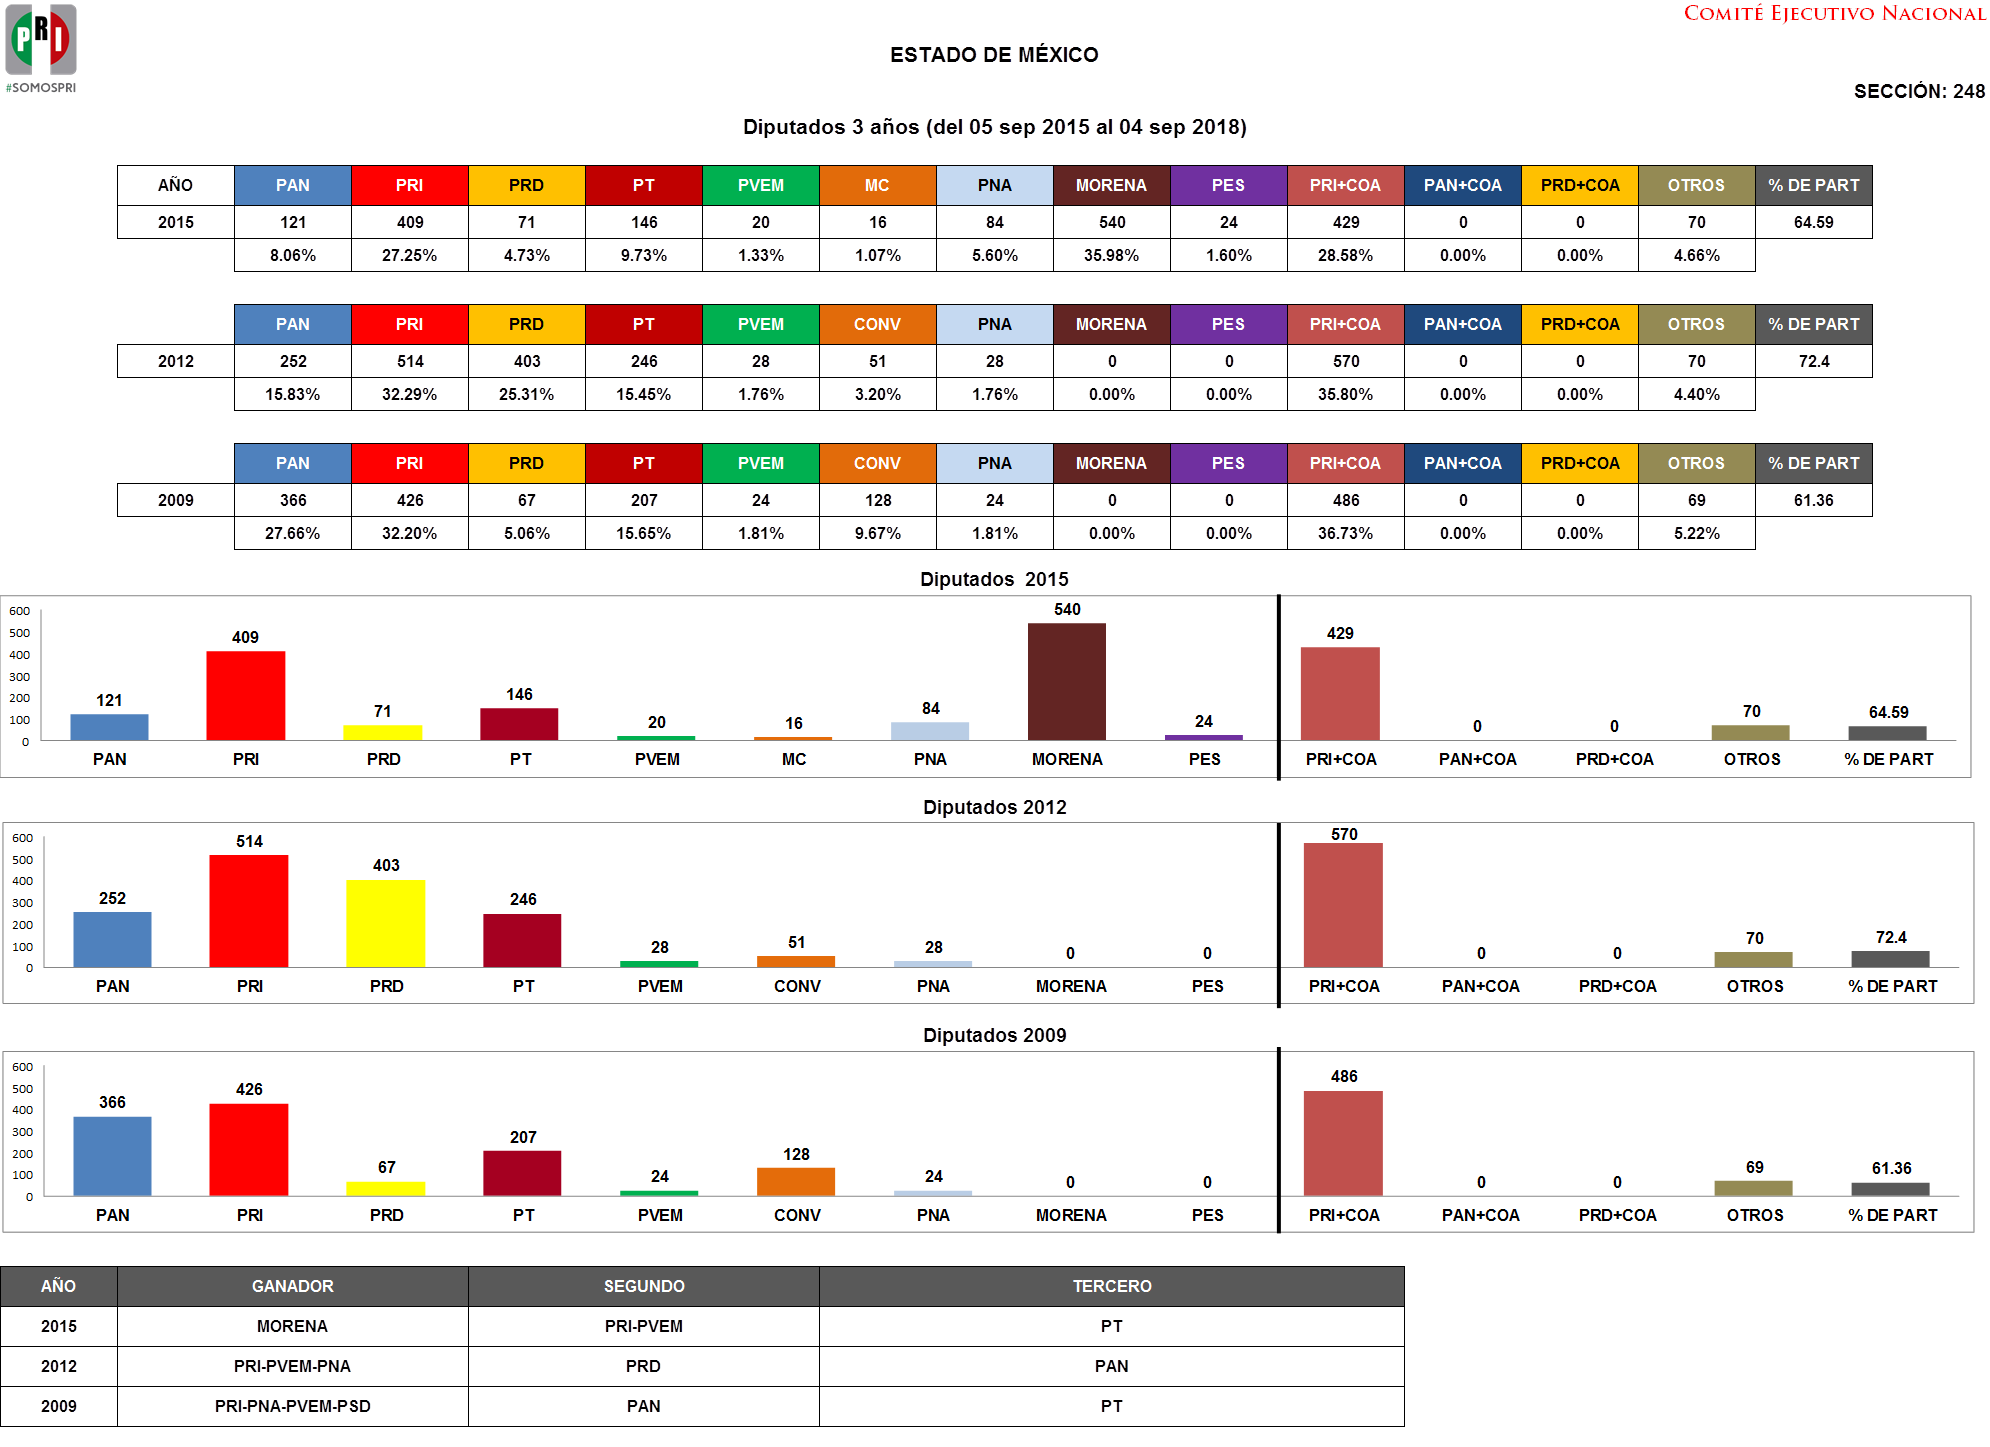 PRI
#SOMOSPRI
COMITÉ EJECUTIVO NACIONAL
ESTADO DE MÉXICO
SECCIÓN: 248
Diputados 3 años (del 05 sep 2015 al 04 sep 2018)
AÑO PAN PRI PRD PT PVEM MC PNA MORENA PES PRI+COA PAN+COA PRD+COA OTROS % DE PART
2015 121 409 71 146 20 16 84 540 24 429 0 0 70 64.59
8.06% 27.25% 4.73% 9.73% 1.33% 1.07% 5.60% 35.98% 1.60% 28.58% 0.00% 0.00% 4.66%
PAN PRI PRD PT PVEM CONV PNA MORENA PES PRI+COA PAN+COA PRD+COA OTROS % DE PART
2012 252 514 403 246 28 51 28 0 0 570 0 0 70 72.4
15.83% 32.29% 25.31% 15.45% 1.76% 3.20% 1.76% 0.00% 0.00% 35.80% 0.00% 0.00% 4.40%
PAN PRI PRD PT PVEM CONV PNA MORENA PES PRI+COA PAN+COA PRD+COA OTROS % DE PART
2009 366 426 67 207 24 128 24 0 0 486 0 0 69 61.36
27.66% 32.20% 5.06% 15.65% 1.81% 9.67% 1.81% 0.00% 0.00% 36.73% 0.00% 0.00% 5.22%
Diputados 2015
600
500
400
300
200
100
0
121 409 71 146 20 16 84 540 24 429 0 0 70 64.59
PAN PRI PRD PT PVEM MC PNA MORENA PES PRI+COA PAN+COA PRD+COA OTROS % DE PART
Diputados 2012
600
500
400
300
200
100
0
252 514 403 246 28 51 28 0 0 570 0 0 70 72.4
PAN PRI PRD PT PVEM CONV PNA MORENA PES PRI+COA PAN+COA PRD+COA OTROS % DE PART
Diputados 2009
600
500
400
300
200
100
0
366 426 67 207 24 128 24 0 0 486 0 0 69 61.36
PAN PRI PRD PT PVEM CONV PNA MORENA PES PRI+COA PAN+COA PRD+COA OTROS % DE PART
AÑO GANADOR SEGUNDO TERCERO
2015 MORENA PRI-PVEM PT
2012 PRI-PVEM-PNA PRD PAN
2009 PRI-PNA-PVEM-PSD PAN PT